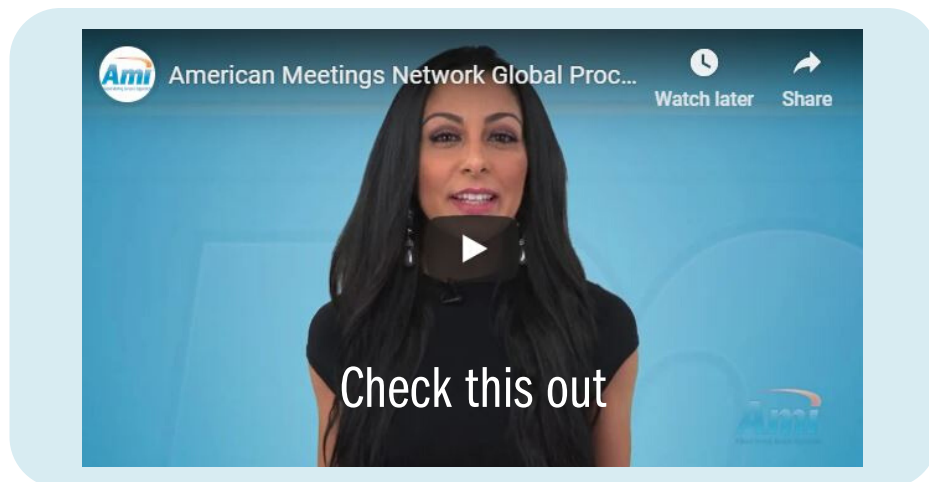 Ami
American Meetings Network Global Proc...
Watch later
Share
Check this out
Ami